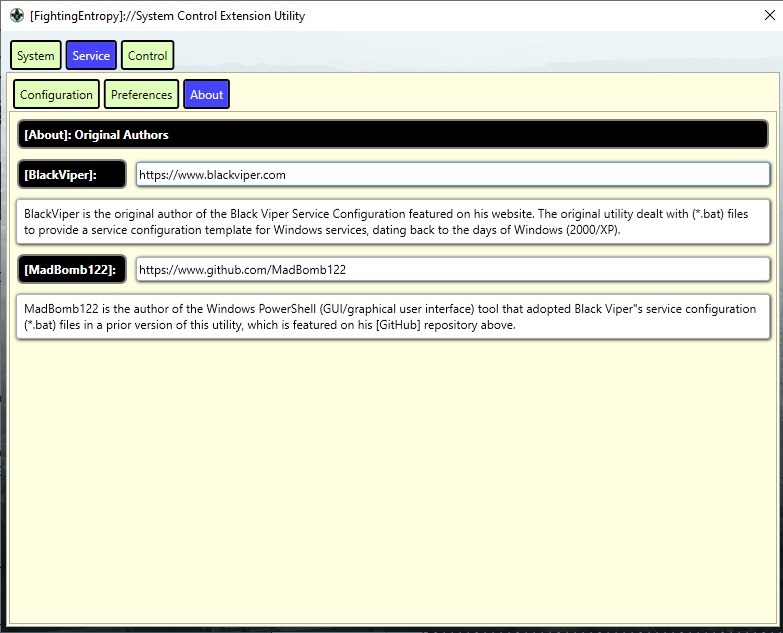 [FightingEntropy]://System Control Extension Utility
System Service Control
Configuration Preferences About
[About]: Original Authors
[BlackViper]: https://www.blackviper.com
BlackViper is the original author of the Black Viper Service Configuration featured on his website. The original utility dealt with (*.bat) files
to provide a service configuration template for Windows services, dating back to the days of Windows (2000/XP).
[MadBomb122]: https://www.github.com/MadBomb122
MadBomb122 is the author of the Windows PowerShell (GUI/graphical user interface) tool that adopted Black Viper"s service configuration
(*.bat) files in a prior version of this utility, which is featured on his [GitHub] repository above.